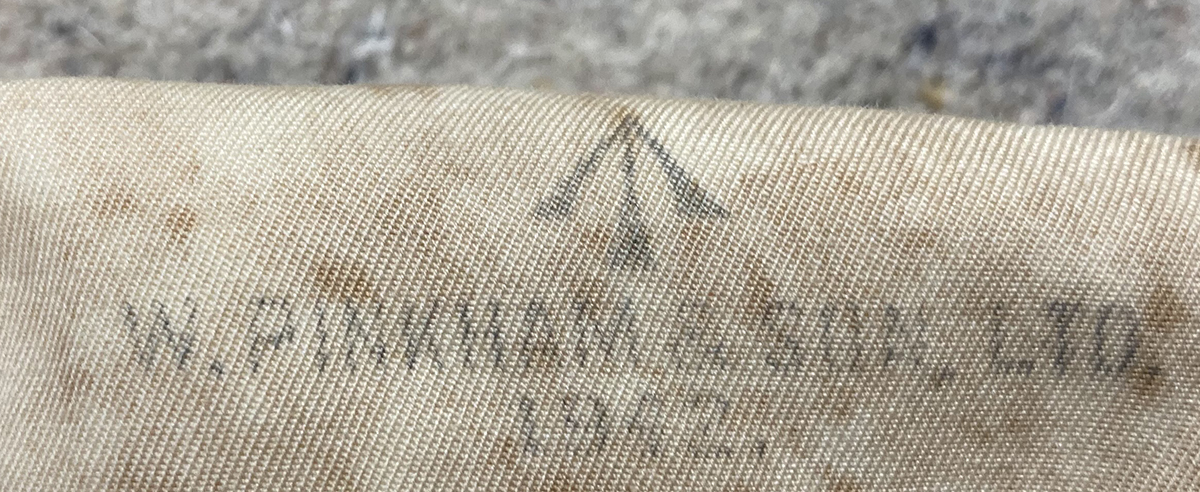 W. PINKHAM & SON, LTD.
1942.